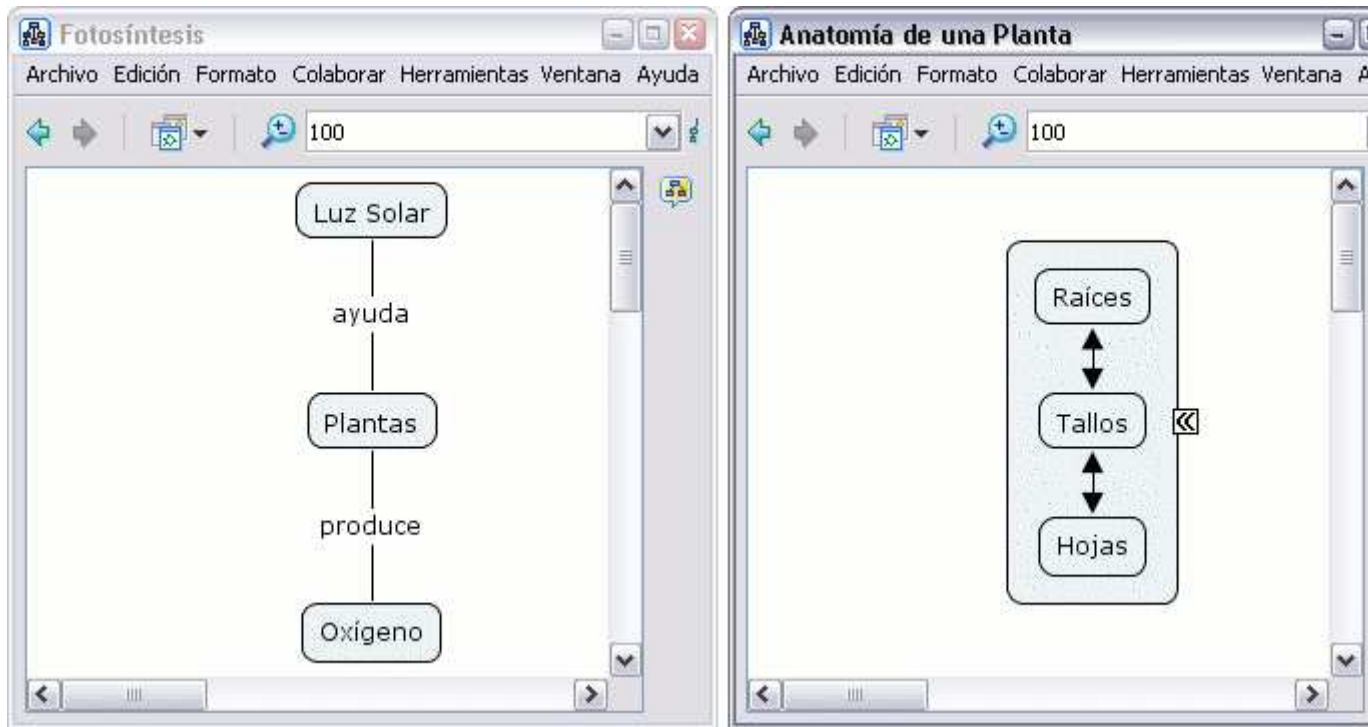 Fotosíntesis
Archivo Edición Formato Colaborar Herramientas Ventana Ayuda
100
Luz Solar
ayuda
Plantas
produce
Oxígeno
Anatomía de una Planta
Archivo Edición Formato Colaborar Herramientas Ventana A
100
Raíces
Tallos
Hojas